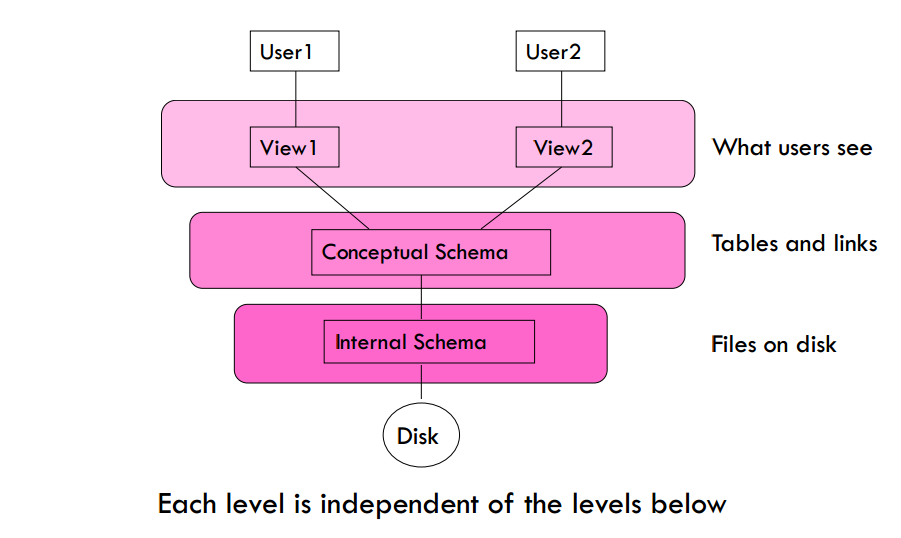 User1
User2
View1
View2
What users see
Conceptual Schema
Tables and links
Internal Schema
Files on disk
Disk
Each level is independent of the levels below